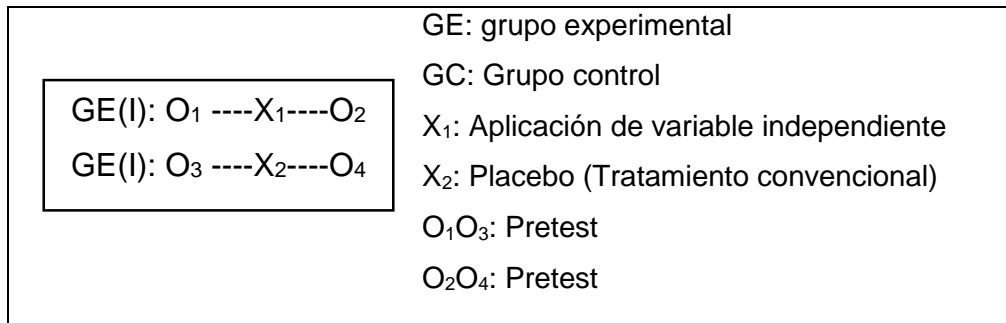 GE(I): O₁ ----X₁----O₂
GE(I): O₃ ----X₂----O₄
GE: grupo experimental
GC: Grupo control
X₁: Aplicación de variable independiente
X₂: Placebo (Tratamiento convencional)
O₁O₃: Pretest
O₂O₄: Pretest